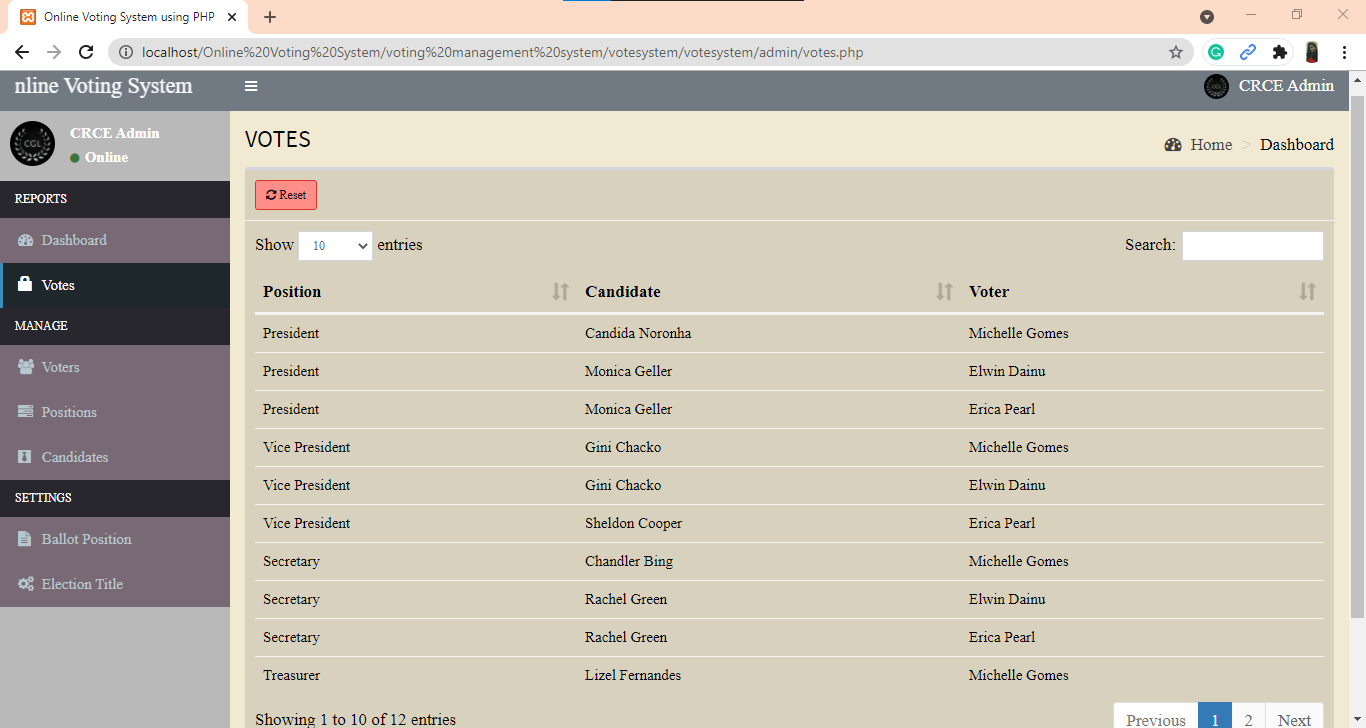 Online Voting System using PHP
localhost/Online%20Voting%20System/voting%20management%20system/votesystem/votesystem/admin/votes.php
nline Voting System
CRCE Admin
CGL
CRCE Admin
Online
REPORTS
Dashboard
Votes
MANAGE
Voters
Positions
Candidates
SETTINGS
Ballot Position
Election Title
VOTES
Home > Dashboard
Reset
Show 10 entries
Search:
Position Candidate Voter
President Candida Noronha Michelle Gomes
President Monica Geller Elwin Dainu
President Monica Geller Erica Pearl
Vice President Gini Chacko Michelle Gomes
Vice President Gini Chacko Elwin Dainu
Vice President Sheldon Cooper Erica Pearl
Secretary Chandler Bing Michelle Gomes
Secretary Rachel Green Elwin Dainu
Secretary Rachel Green Erica Pearl
Treasurer Lizel Fernandes Michelle Gomes
Showing 1 to 10 of 12 entries
Previous 1 2 Next